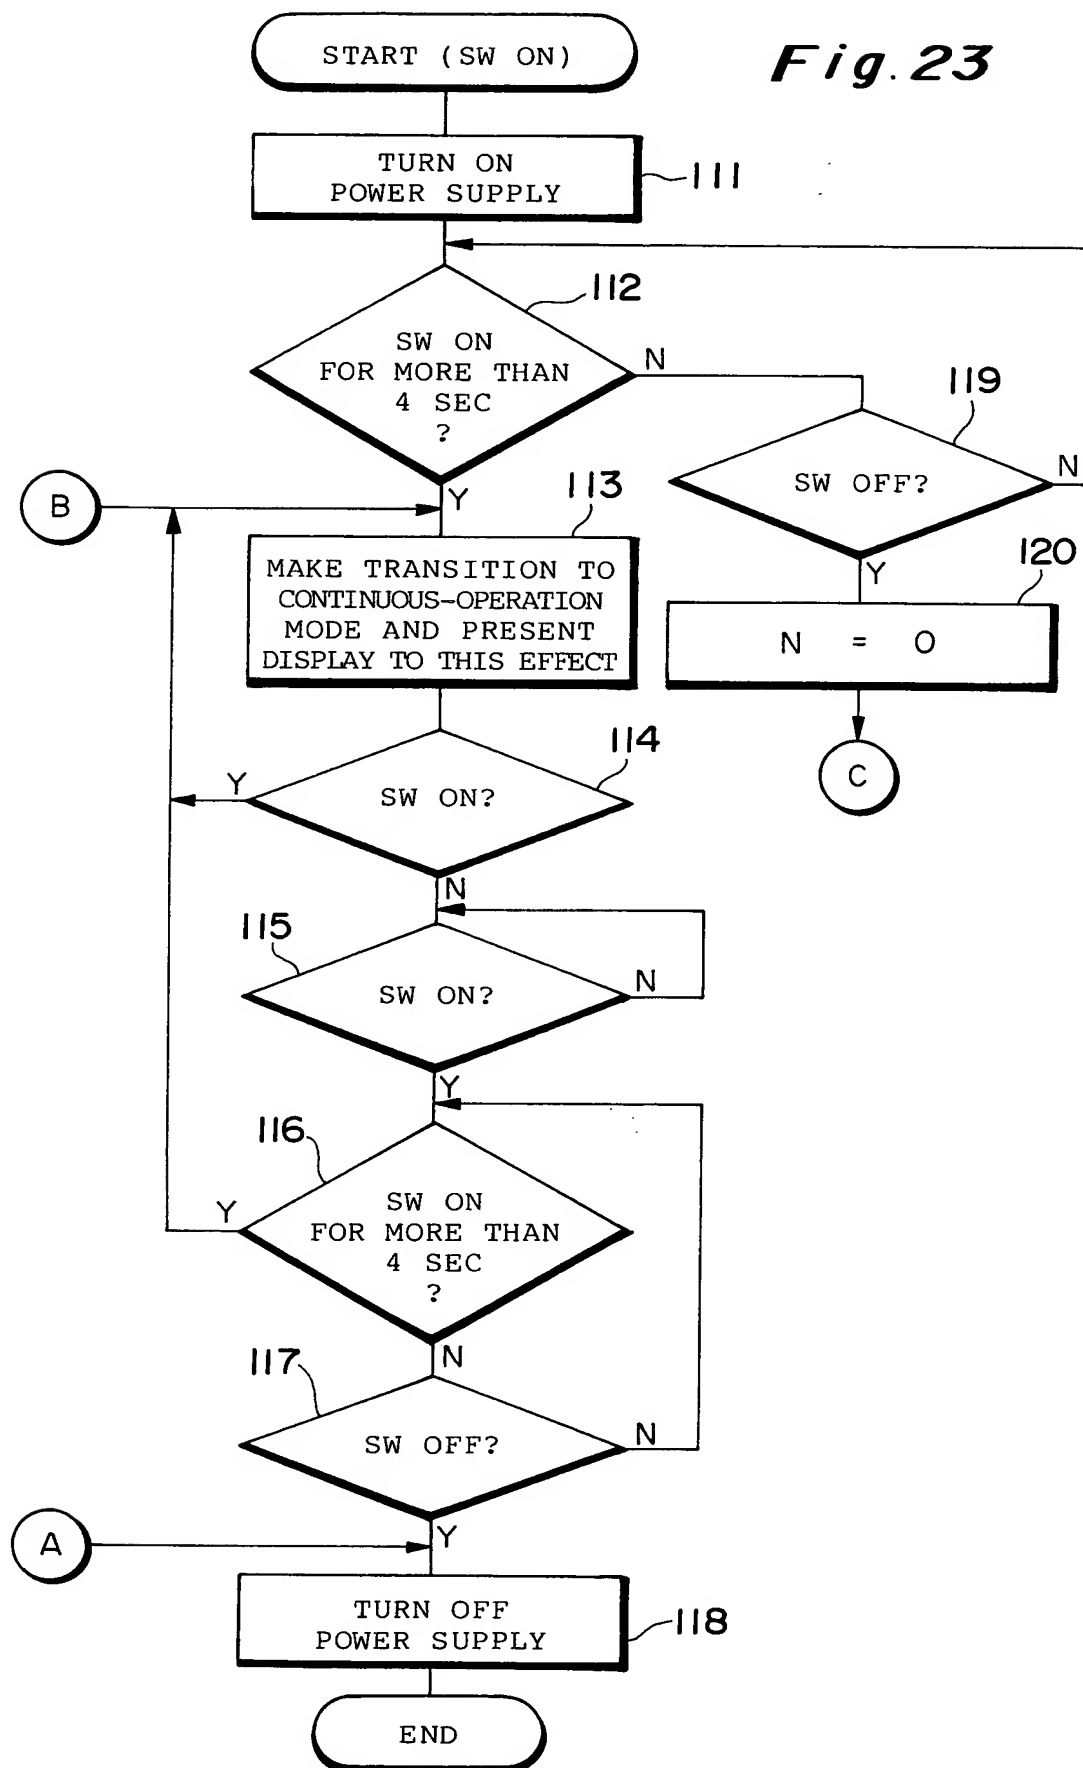 START (SW ON)
Fig. 23
TURN ON
POWER SUPPLY
111
112
SW ON
FOR MORE THAN
4 SEC
?
N
Y
119
SW OFF?
N
Y
120
N = 0
C
B
113
MAKE TRANSITION TO
CONTINUOUS-OPERATION
MODE AND PRESENT
DISPLAY TO THIS EFFECT
114
Y
SW ON?
N
115
SW ON?
N
Y
116
Y
SW ON
FOR MORE THAN
4 SEC
?
N
117
SW OFF?
N
Y
A
TURN OFF
POWER SUPPLY
118
END